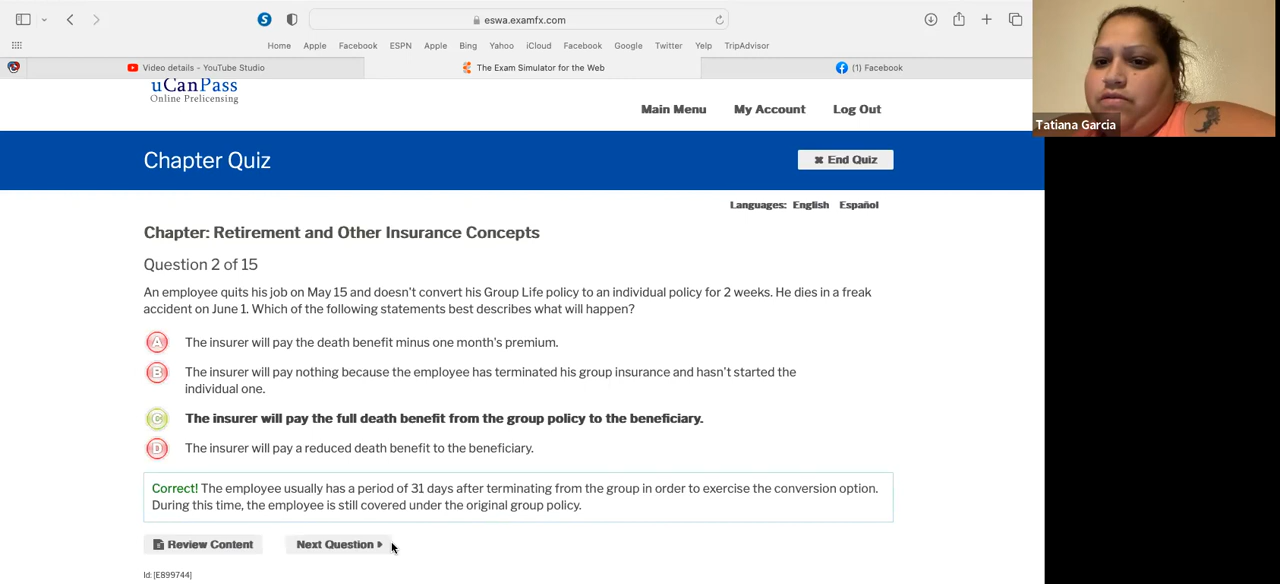 eswa.examfx.com
Home Apple Facebook ESPN Apple Bing Yahoo iCloud Facebook Google Twitter Yelp TripAdvisor
Video details - YouTube Studio The Exam Simulator for the Web (1) Facebook
uCanPass
Online Prelicensing
Main Menu My Account Log Out
Tatiana Garcia
Chapter Quiz
✖ End Quiz
Languages: English Español
Chapter: Retirement and Other Insurance Concepts
Question 2 of 15
An employee quits his job on May 15 and doesn't convert his Group Life policy to an individual policy for 2 weeks. He dies in a freak
accident on June 1. Which of the following statements best describes what will happen?
A The insurer will pay the death benefit minus one month's premium.
B The insurer will pay nothing because the employee has terminated his group insurance and hasn't started the
individual one.
C The insurer will pay the full death benefit from the group policy to the beneficiary.
D The insurer will pay a reduced death benefit to the beneficiary.
Correct! The employee usually has a period of 31 days after terminating from the group in order to exercise the conversion option.
During this time, the employee is still covered under the original group policy.
Review Content Next Question
Id: [EB99744]